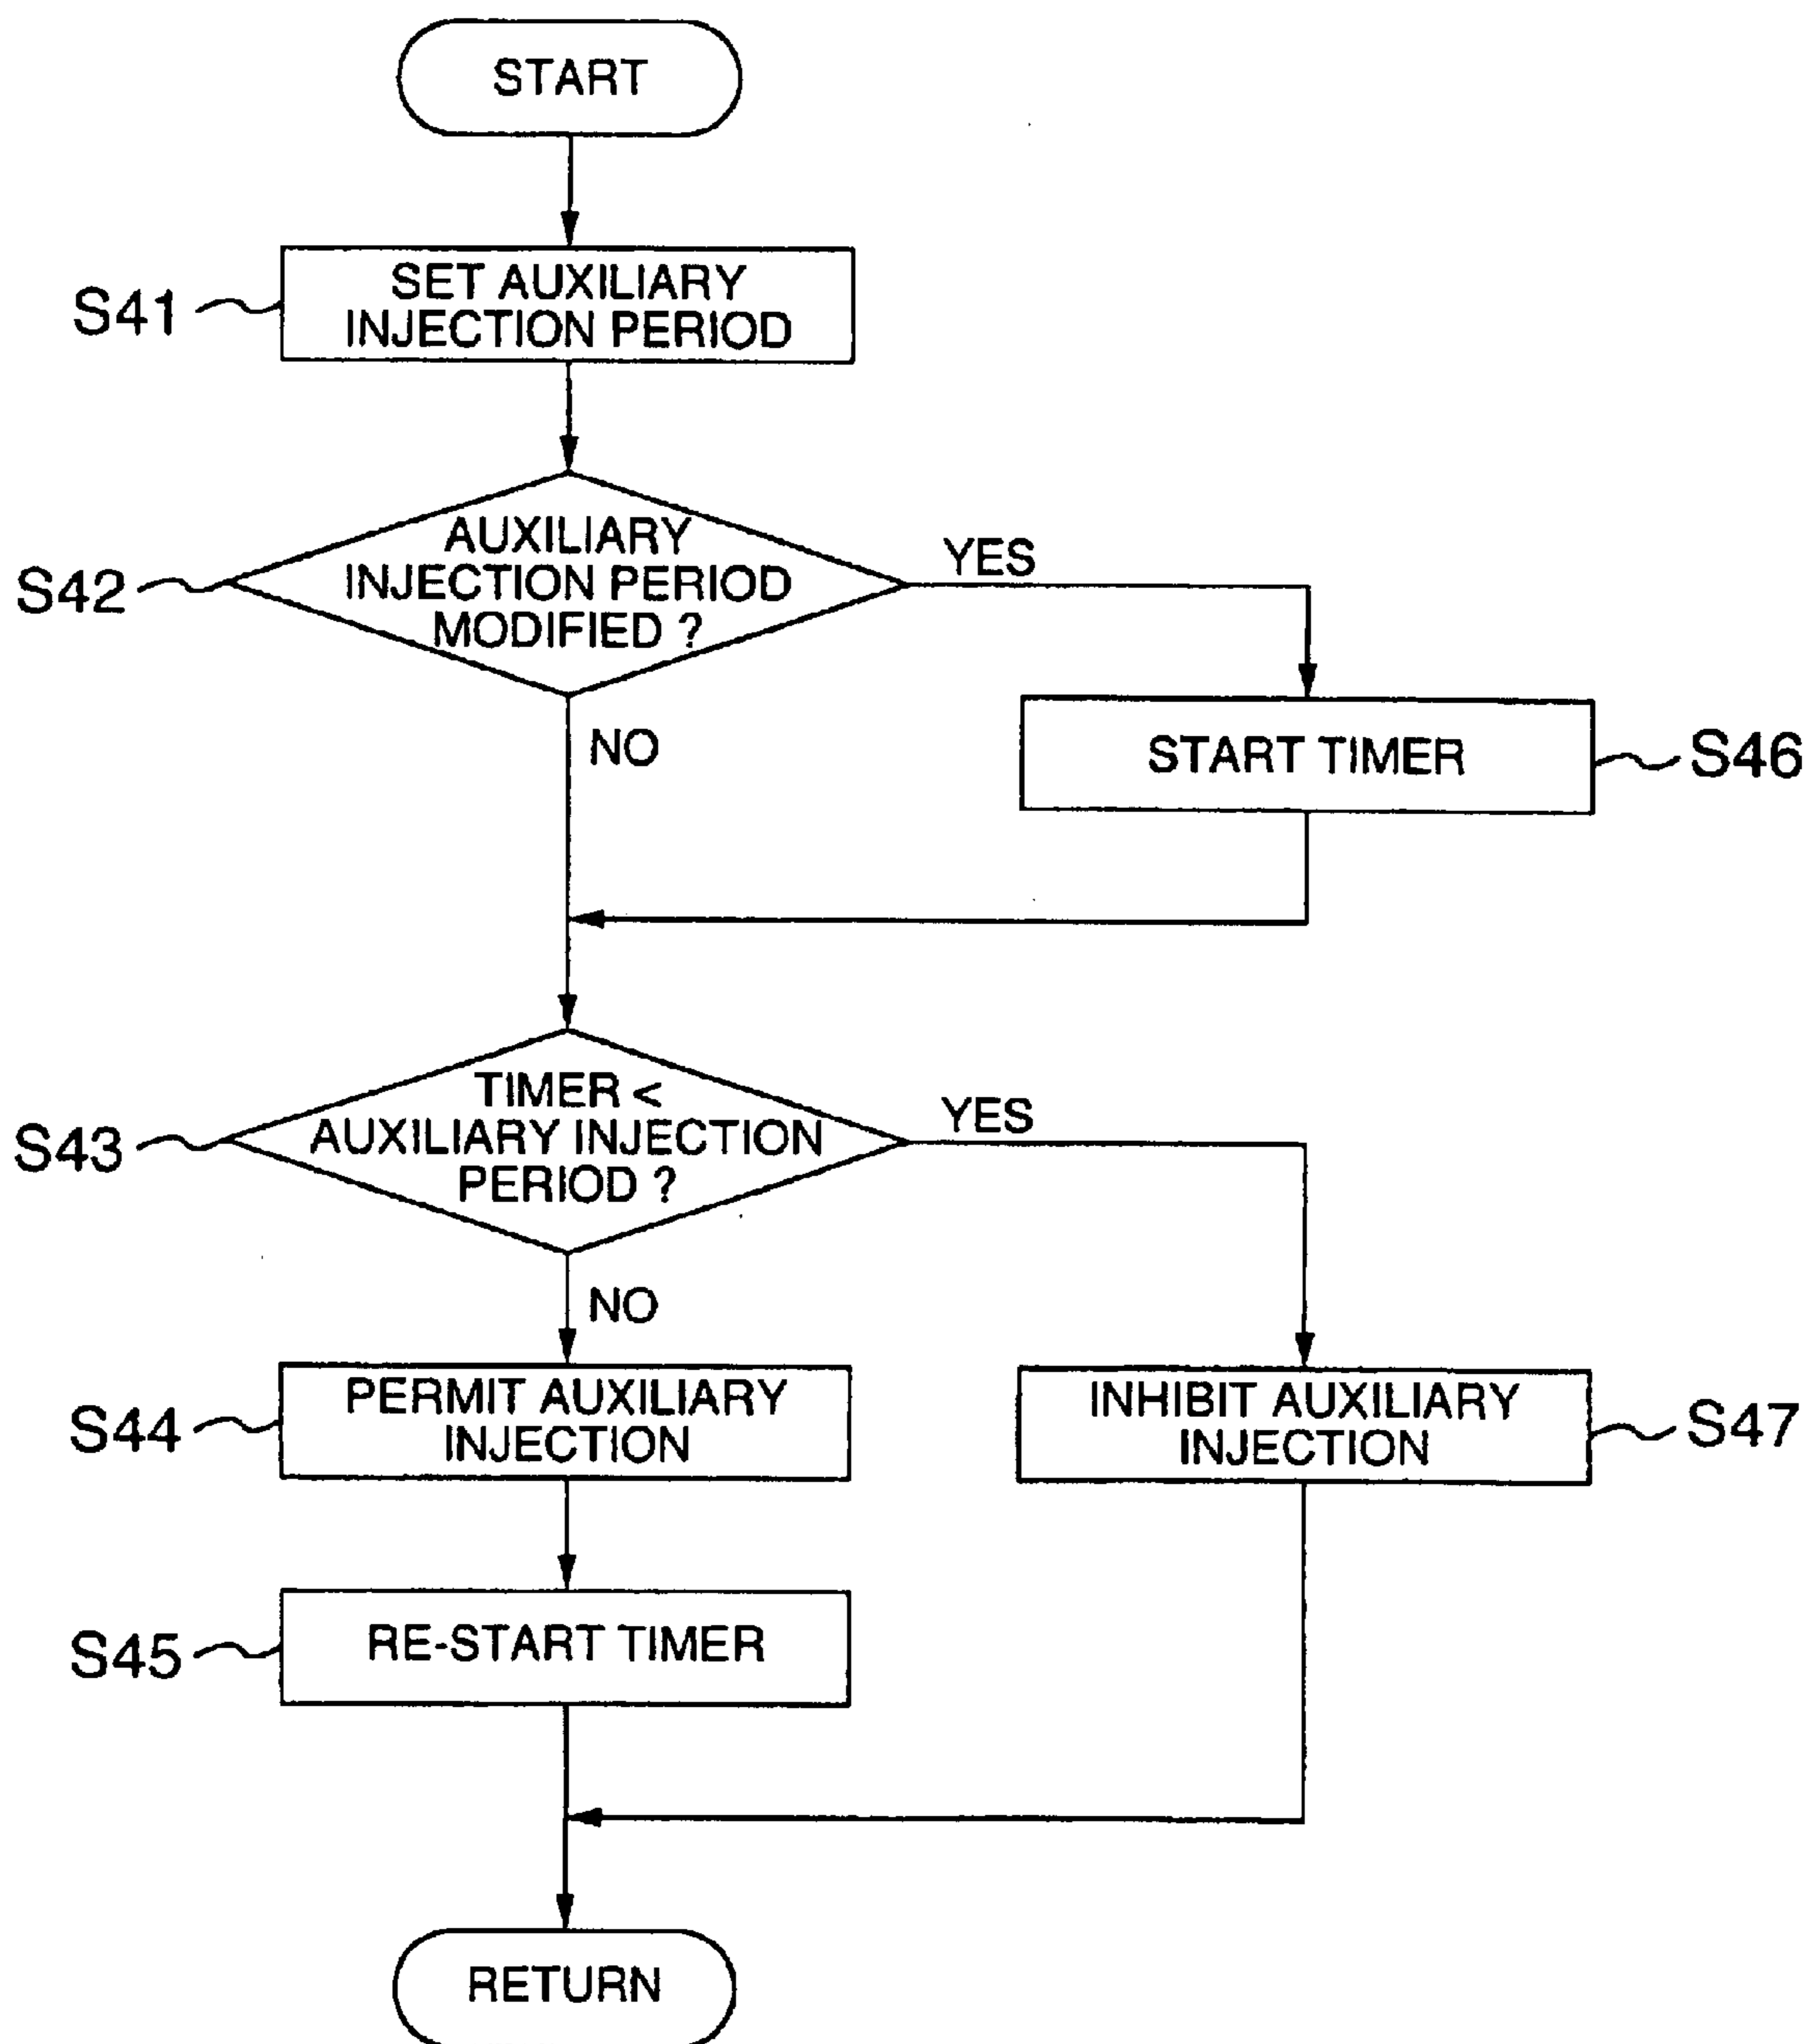 START
S41
SET AUXILIARY
INJECTION PERIOD
S42
AUXILIARY
INJECTION PERIOD
MODIFIED ?
YES
NO
START TIMER
S46
S43
TIMER <
AUXILIARY INJECTION
PERIOD ?
YES
NO
S44
PERMIT AUXILIARY
INJECTION
INHIBIT AUXILIARY
INJECTION
S47
S45
RE-START TIMER
RETURN